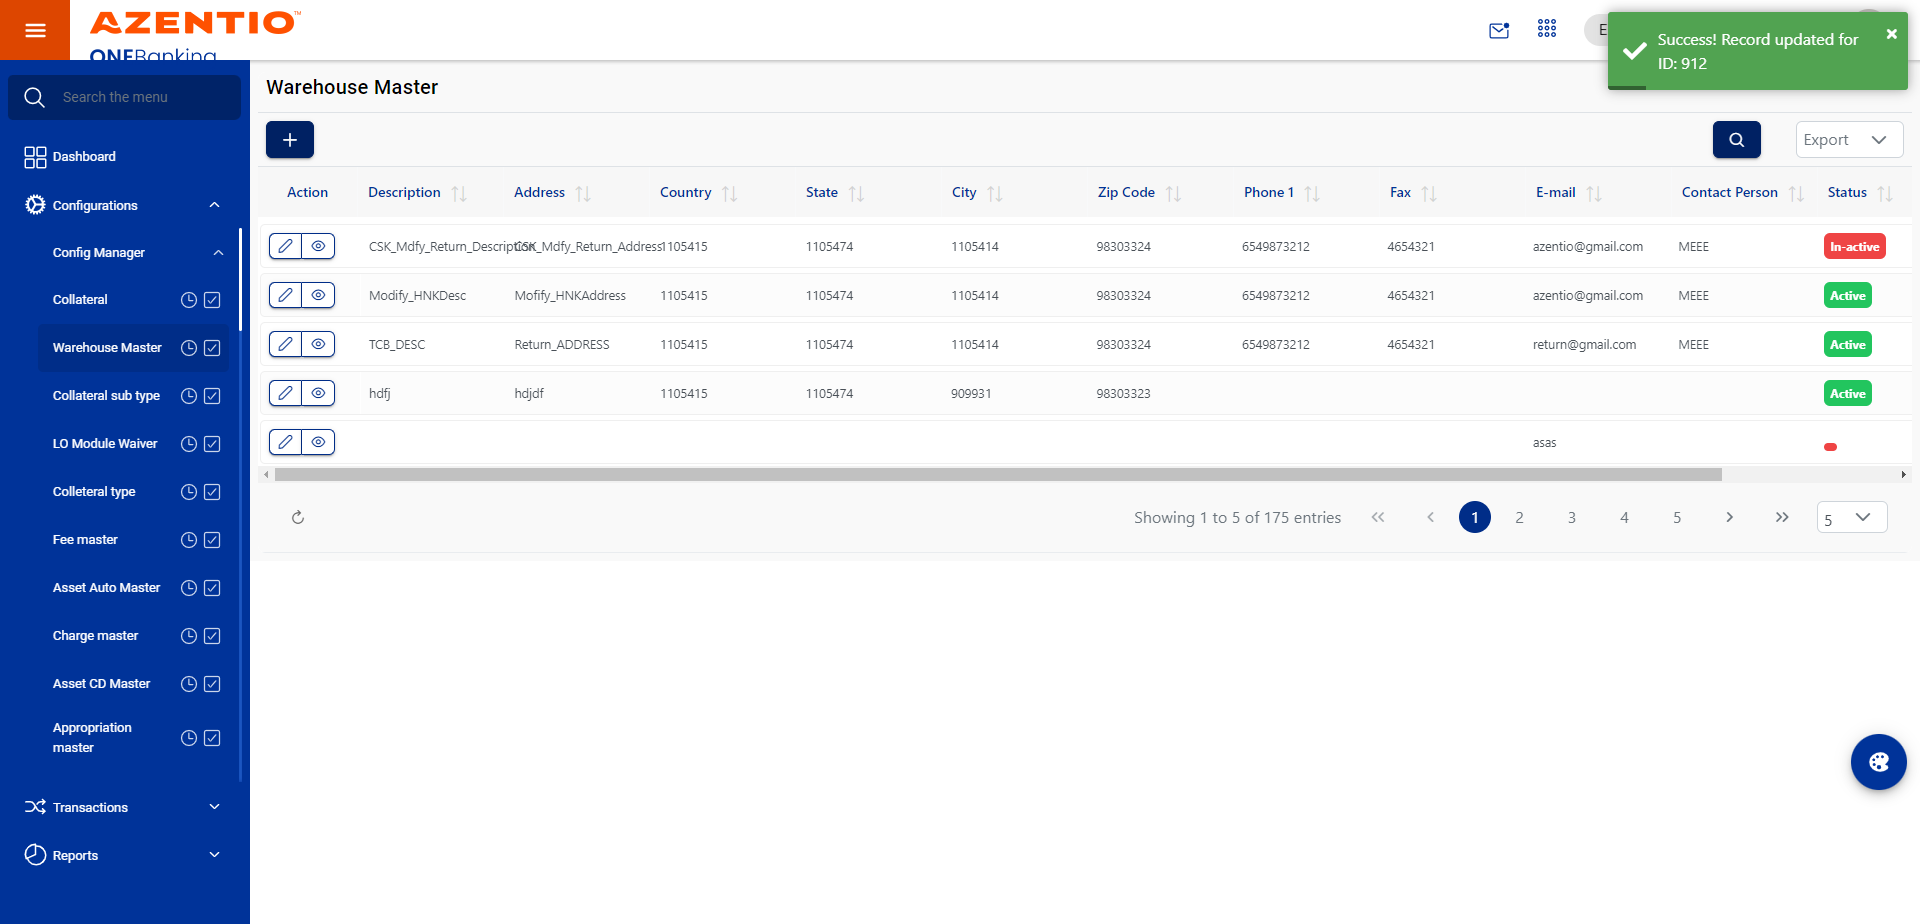 AZENTIO™
ONEBanking
E
Success! Record updated for
ID: 912
Search the menu
Dashboard
Configurations
Config Manager
Collateral
Warehouse Master
Collateral sub type
LO Module Waiver
Colleteral type
Fee master
Asset Auto Master
Charge master
Asset CD Master
Appropriation
master
Transactions
Reports
Warehouse Master
Export
Action Description Address Country State City Zip Code Phone 1 Fax E-mail Contact Person Status
CSK_Mdfy_Return_Description CSK_Mdfy_Return_Address 1105415 1105474 1105414 98303324 6549873212 4654321 azentio@gmail.com MEEE In-active
Modify_HNKDesc Mofify_HNKAddress 1105415 1105474 1105414 98303324 6549873212 4654321 azentio@gmail.com MEEE Active
TCB_DESC Return_ADDRESS 1105415 1105474 1105414 98303324 6549873212 4654321 return@gmail.com MEEE Active
hdfj hdjdf 1105415 1105474 909931 98303323 Active
asas
Showing 1 to 5 of 175 entries 1 2 3 4 5 5